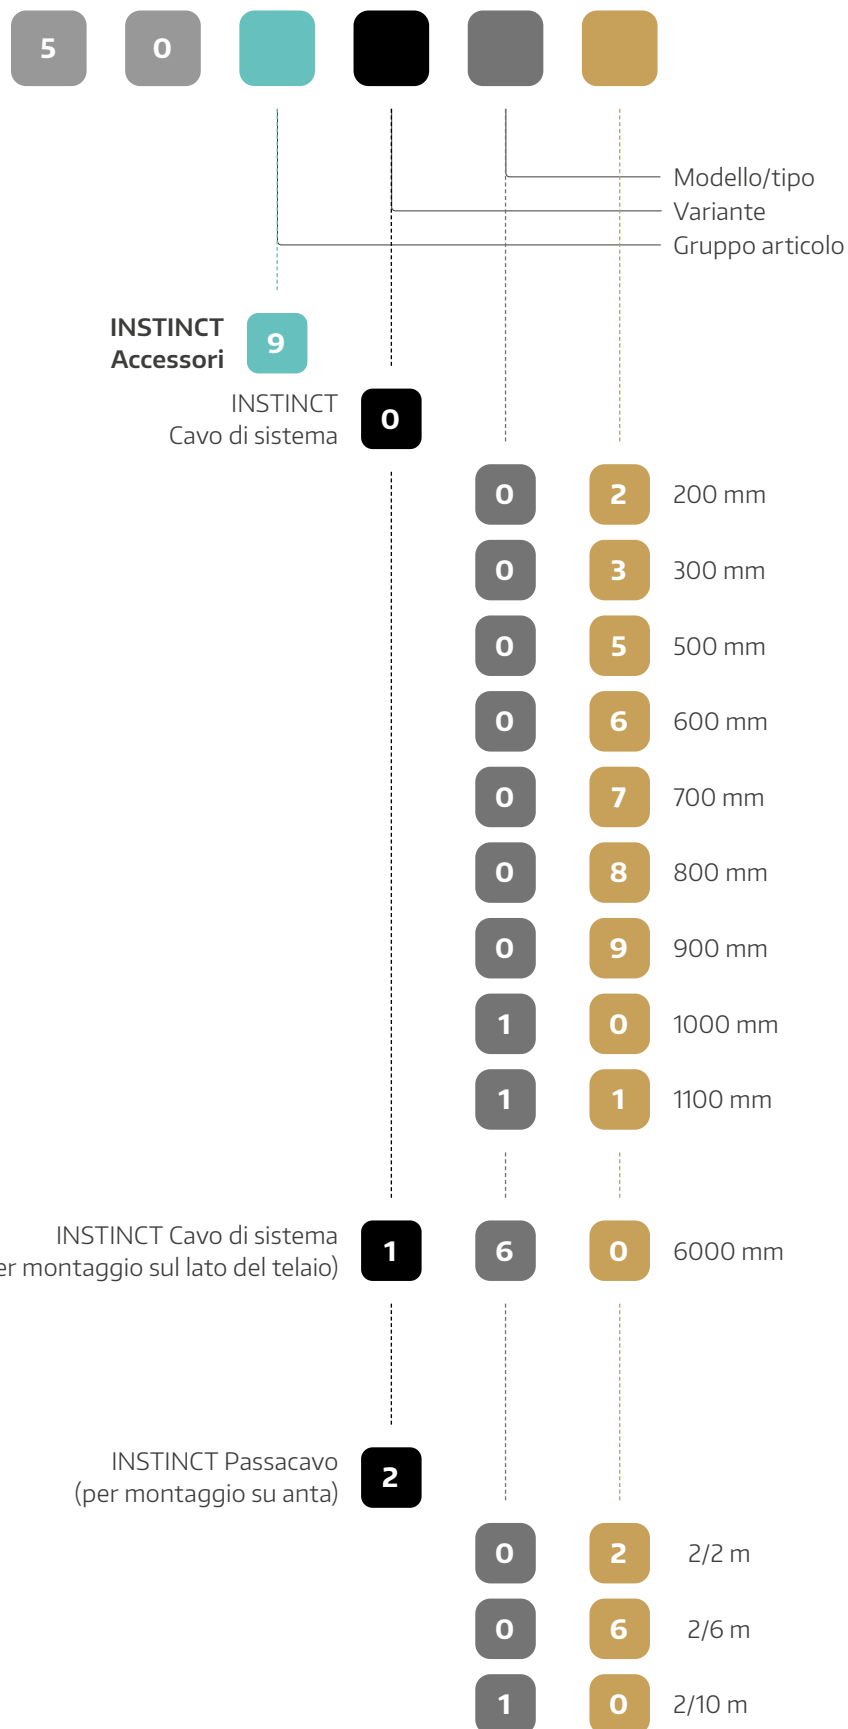 5 0
Modello/tipo
Variante
Gruppo articolo
INSTINCT
Accessori 9
INSTINCT
Cavo di sistema 0
0 2 200 mm
0 3 300 mm
0 5 500 mm
0 6 600 mm
0 7 700 mm
0 8 800 mm
0 9 900 mm
1 0 1000 mm
1 1 1100 mm
INSTINCT Cavo di sistema
er montaggio sul lato del telaio) 1 6 0 6000 mm
INSTINCT Passacavo
(per montaggio su anta) 2
0 2 2/2 m
0 6 2/6 m
1 0 2/10 m